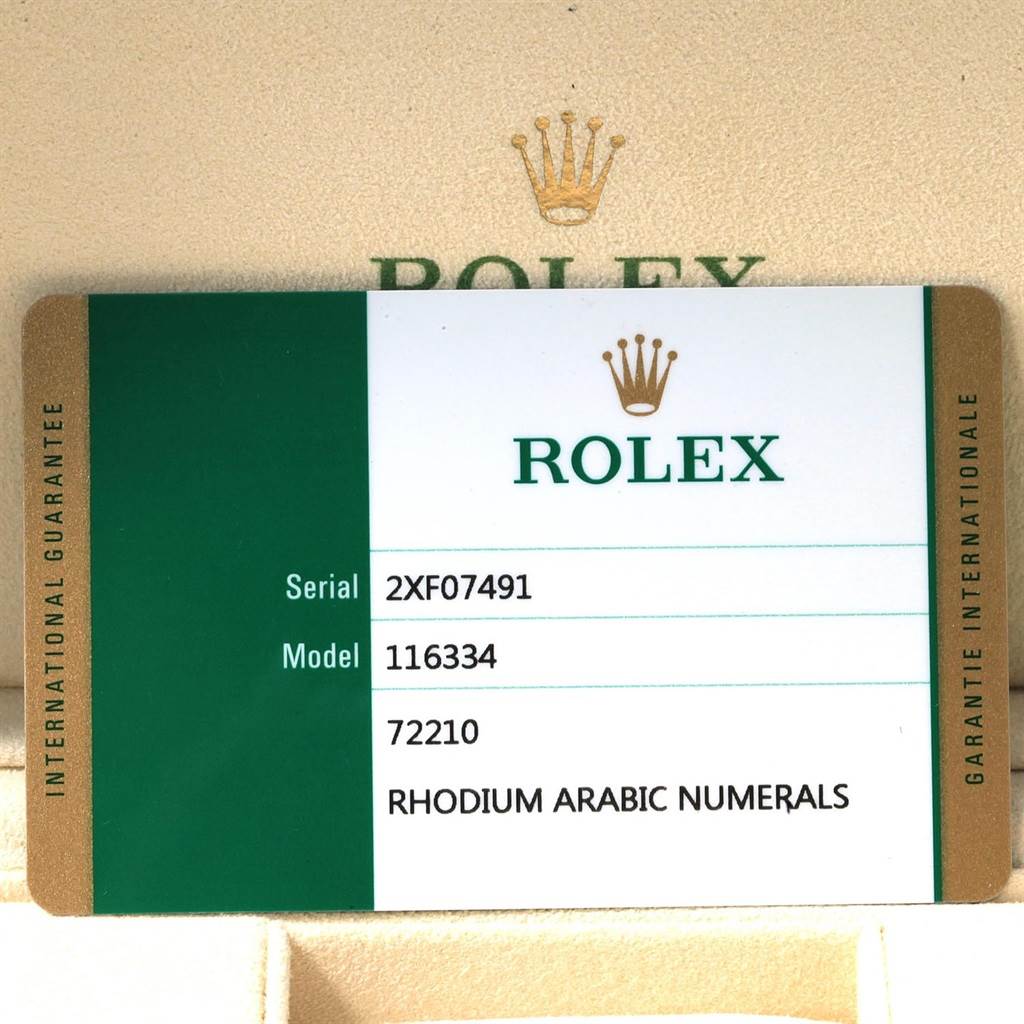 ROLEX
INTERNATIONAL GUARANTEE
ROLEX
Serial 2XF07491
Model 116334
72210
RHODIUM ARABIC NUMERALS
GARANTIE INTERNATIONALE